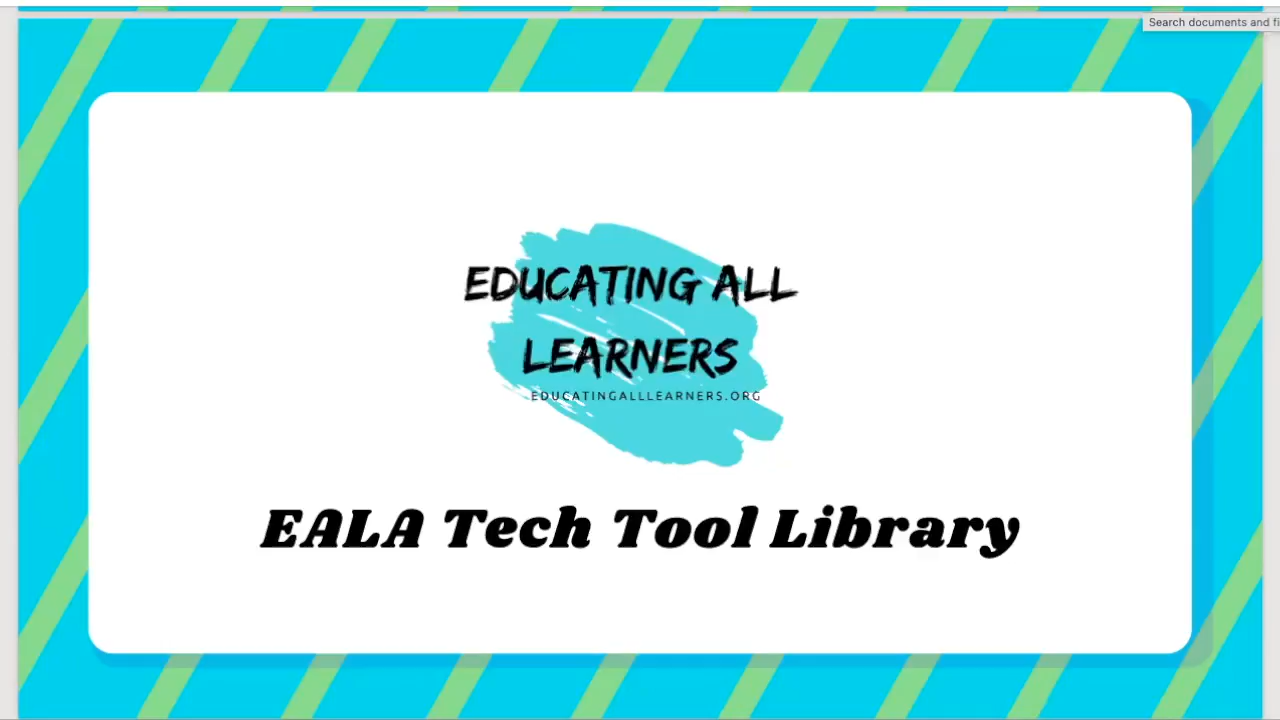 Search documents and fi
EDUCATING ALL
LEARNERS
EDUCATINGALLLEARNERS.ORG
EALA Tech Tool Library